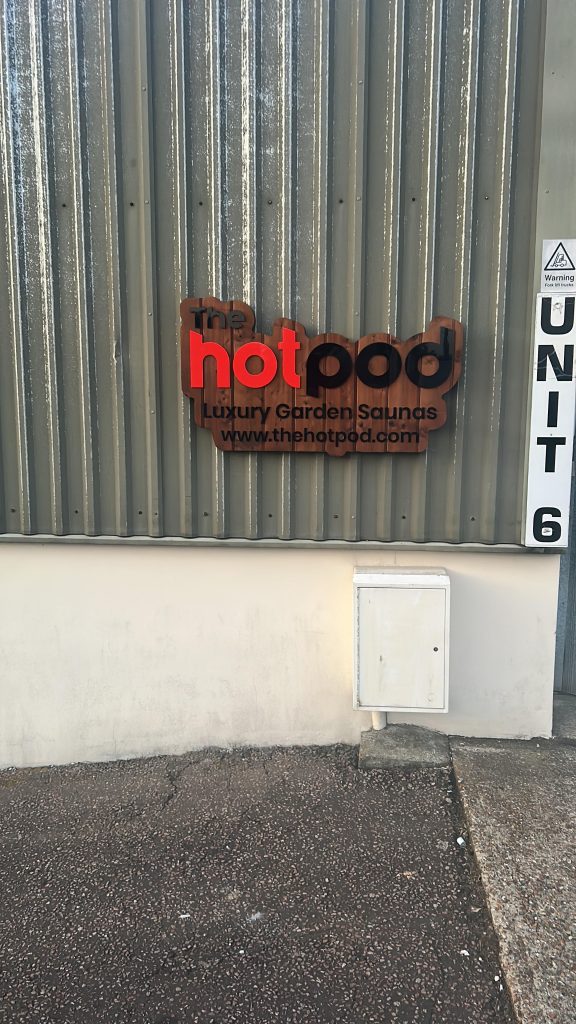 The
hotpod
Luxury Garden Saunas
www.thehotpod.com
Warning
Fork lift trucks
UNIT 6